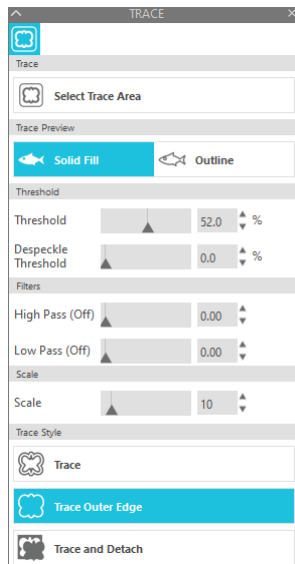 TRACE
Trace
Select Trace Area
Trace Preview
Solid Fill Outline
Threshold
Threshold 52.0 %
Despeckle
Threshold 0.0 %
Filters
High Pass (Off) 0.00
Low Pass (Off) 0.00
Scale
Scale 10
Trace Style
Trace
Trace Outer Edge
Trace and Detach